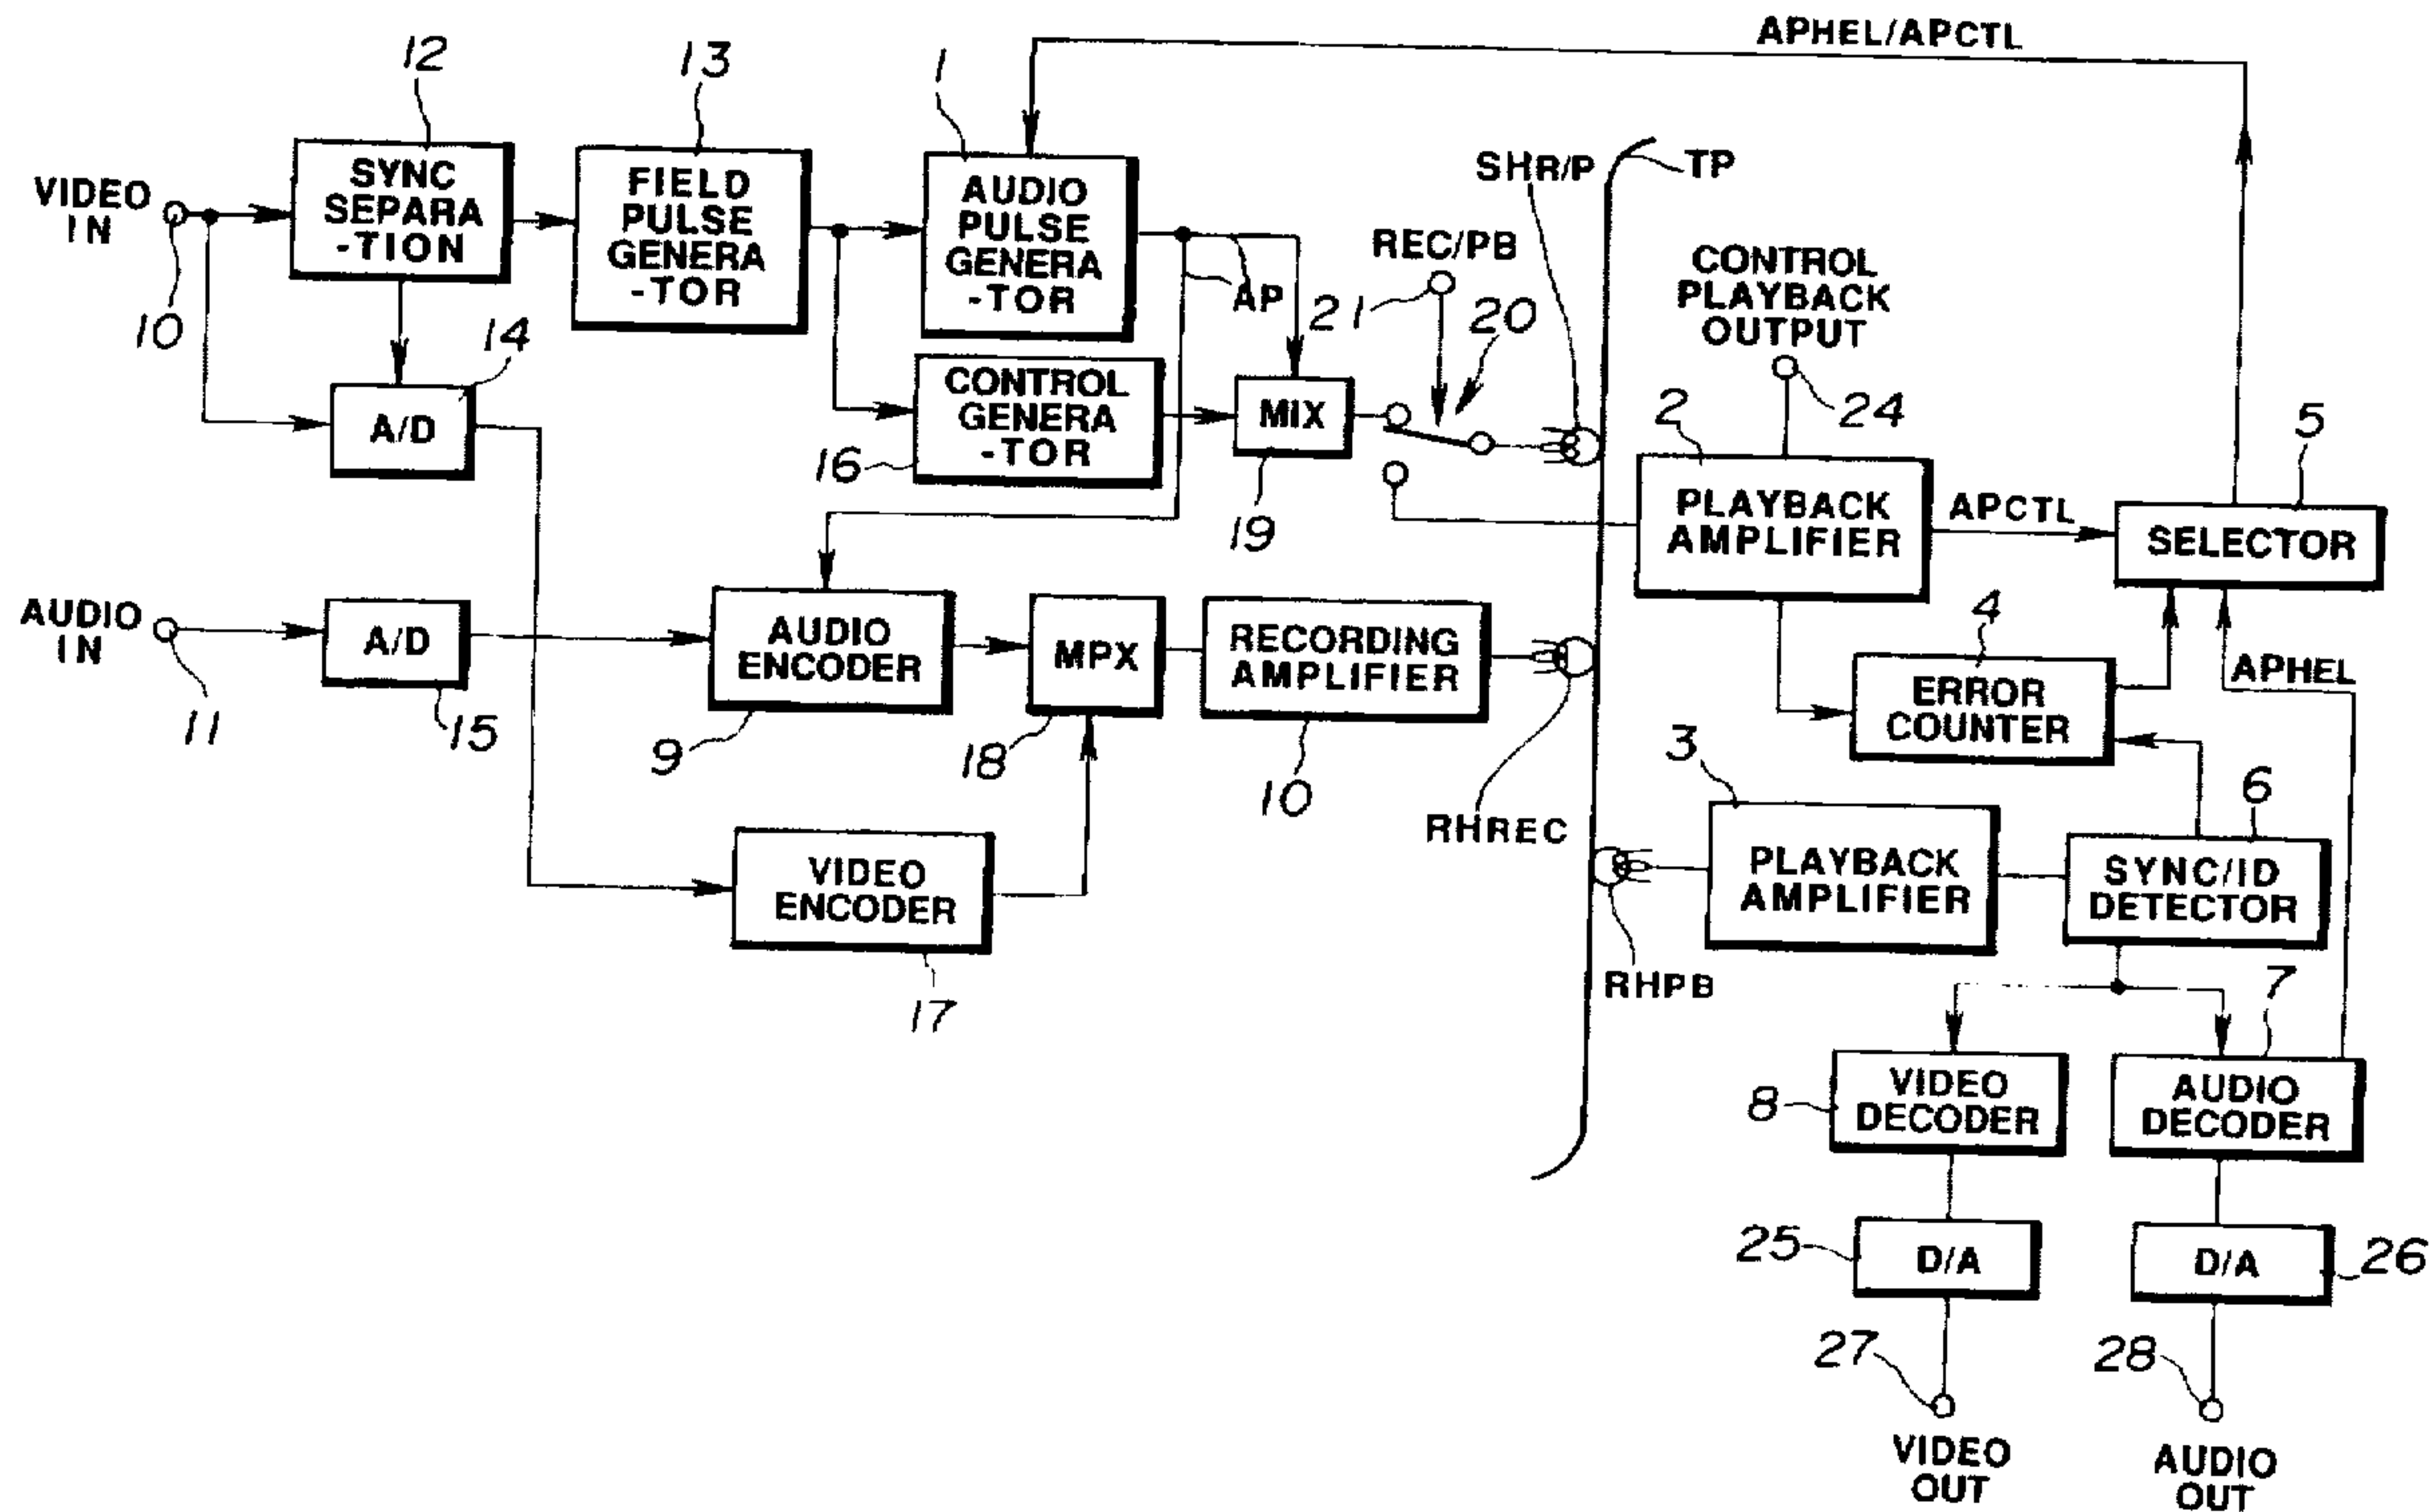 APHEL/APCTL
12
13
1
VIDEO
IN
10
SYNC
SEPARA
-TION
FIELD
PULSE
GENERA
-TOR
AUDIO
PULSE
GENERA
-TOR
AP
SHR/P
TP
REC/PB
21
20
CONTROL
PLAYBACK
OUTPUT
24
14
A/D
CONTROL
GENERA
-TOR
16
MIX
19
2
PLAYBACK
AMPLIFIER
APCTL
5
SELECTOR
AUDIO
IN
11
A/D
15
AUDIO
ENCODER
9
MPX
18
RECORDING
AMPLIFIER
10
RHREC
4
ERROR
COUNTER
APHEL
VIDEO
ENCODER
17
3
PLAYBACK
AMPLIFIER
RHPB
6
SYNC/ID
DETECTOR
8
VIDEO
DECODER
7
AUDIO
DECODER
25
D/A
D/A
26
27
28
VIDEO
OUT
AUDIO
OUT